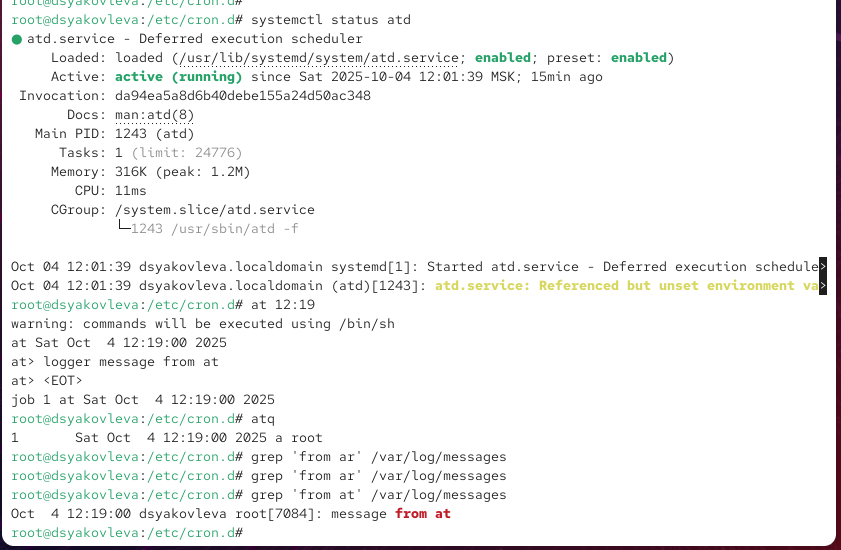 root@dsyakovleva:/etc/cron.d#
root@dsyakovleva:/etc/cron.d# systemctl status atd
● atd.service - Deferred execution scheduler
     Loaded: loaded (/usr/lib/systemd/system/atd.service; enabled; preset: enabled)
     Active: active (running) since Sat 2025-10-04 12:01:39 MSK; 15min ago
 Invocation: da94ea5a8d6b40debe155a24d50ac348
       Docs: man:atd(8)
   Main PID: 1243 (atd)
      Tasks: 1 (limit: 24776)
     Memory: 316K (peak: 1.2M)
        CPU: 11ms
     CGroup: /system.slice/atd.service
             └─1243 /usr/sbin/atd -f

Oct 04 12:01:39 dsyakovleva.localdomain systemd[1]: Started atd.service - Deferred execution schedule>
Oct 04 12:01:39 dsyakovleva.localdomain (atd)[1243]: atd.service: Referenced but unset environment va>
root@dsyakovleva:/etc/cron.d# at 12:19
warning: commands will be executed using /bin/sh
at Sat Oct  4 12:19:00 2025
at> logger message from at
at> <EOT>
job 1 at Sat Oct  4 12:19:00 2025
root@dsyakovleva:/etc/cron.d# atq
1       Sat Oct  4 12:19:00 2025 a root
root@dsyakovleva:/etc/cron.d# grep 'from ar' /var/log/messages
root@dsyakovleva:/etc/cron.d# grep 'from ar' /var/log/messages
root@dsyakovleva:/etc/cron.d# grep 'from at' /var/log/messages
Oct  4 12:19:00 dsyakovleva root[7084]: message from at
root@dsyakovleva:/etc/cron.d#